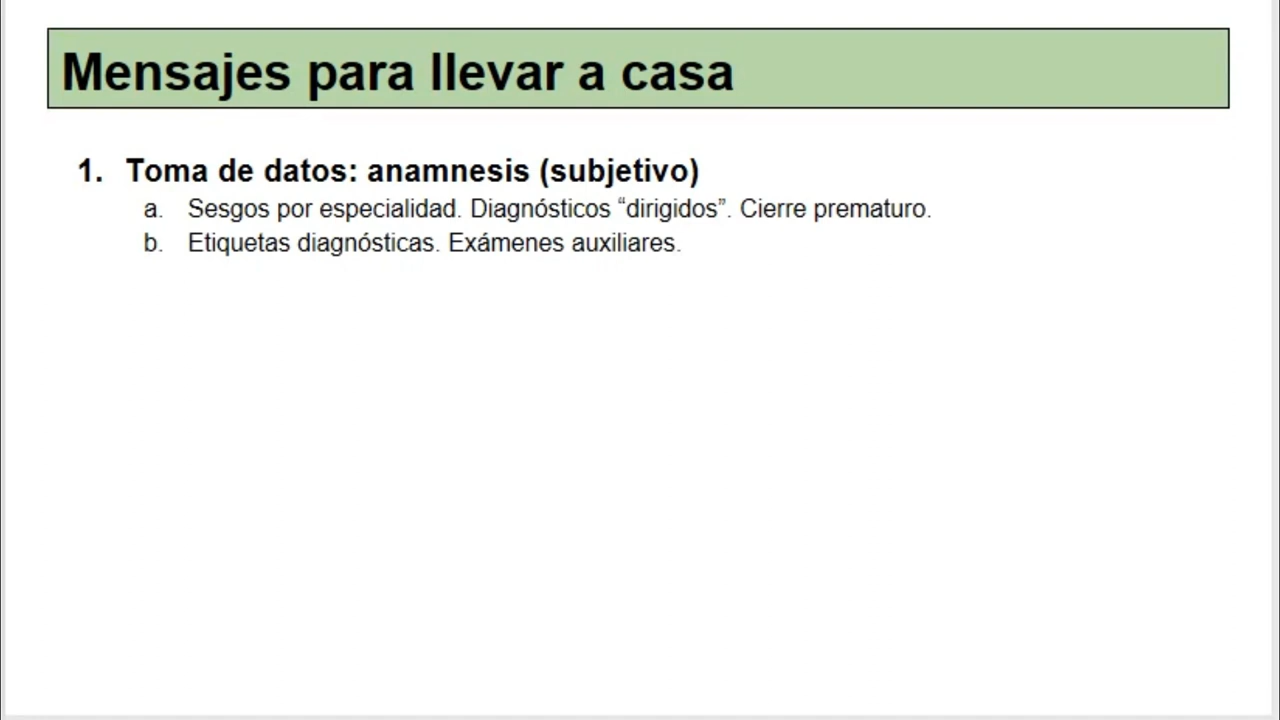 Mensajes para llevar a casa
1. Toma de datos: anamnesis (subjetivo)
a. Sesgos por especialidad. Diagnósticos “dirigidos”. Cierre prematuro.
b. Etiquetas diagnósticas. Exámenes auxiliares.